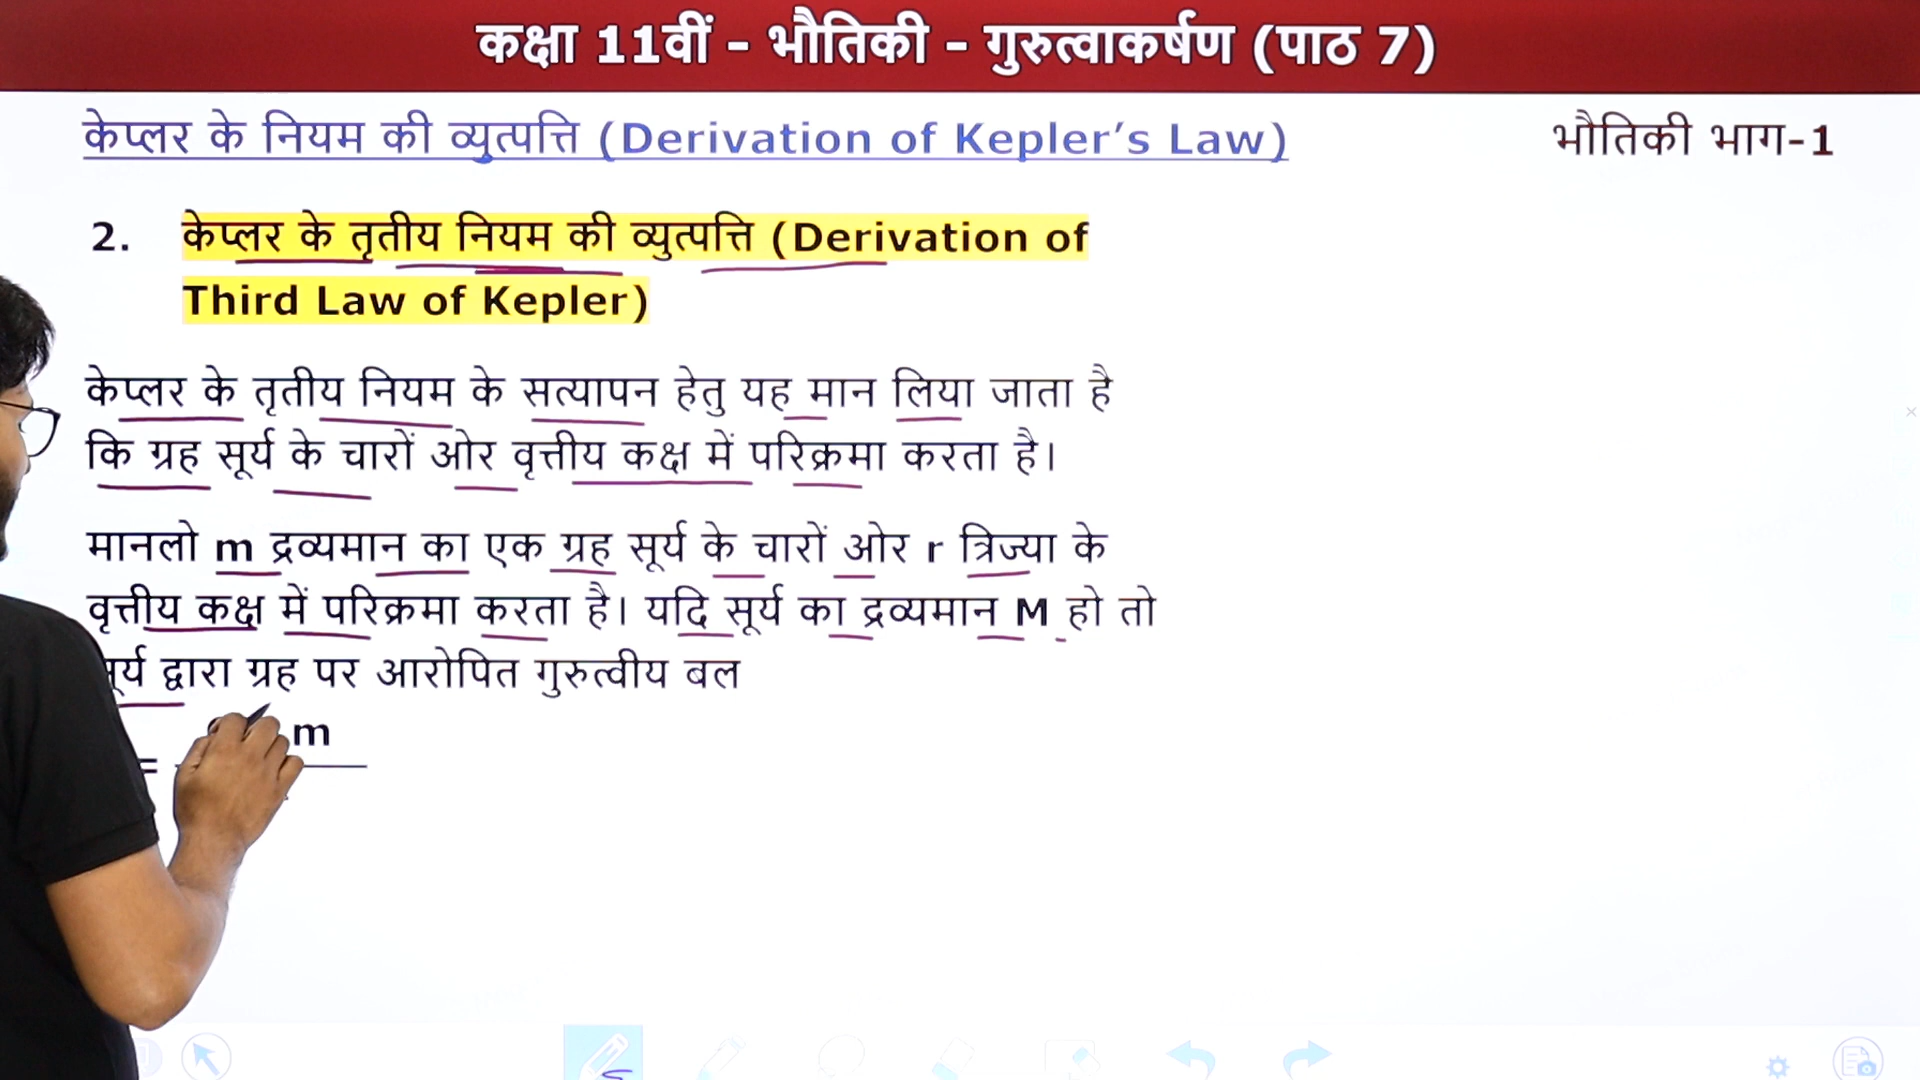 कक्षा 11वीं - भौतिकी - गुरुत्वाकर्षण (पाठ 7)
केप्लर के नियम की व्युत्पत्ति (Derivation of Kepler’s Law)
भौतिकी भाग-1
2. केप्लर के तृतीय नियम की व्युत्पत्ति (Derivation of
Third Law of Kepler)
केप्लर के तृतीय नियम के सत्यापन हेतु यह मान लिया जाता है
कि ग्रह सूर्य के चारों ओर वृत्तीय कक्ष में परिक्रमा करता है।
मानलो m द्रव्यमान का एक ग्रह सूर्य के चारों ओर r त्रिज्या के
वृत्तीय कक्ष में परिक्रमा करता है। यदि सूर्य का द्रव्यमान M हो तो
द्वारा ग्रह पर आरोपित गुरुत्वीय बल
m
=